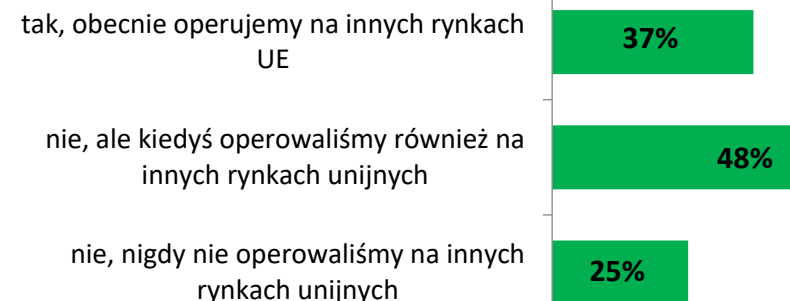 tak, obecnie operujemy na innych rynkach
UE
37%
nie, ale kiedyś operowaliśmy również na
innych rynkach unijnych
48%
nie, nigdy nie operowaliśmy na innych
rynkach unijnych
25%